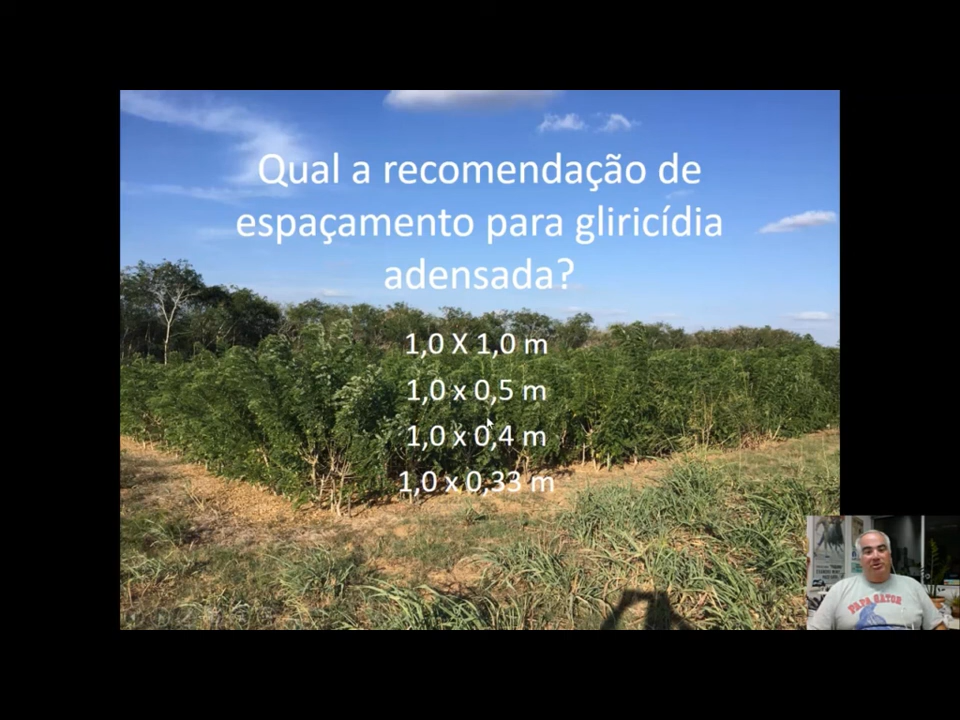 Qual a recomendação de
espaçamento para gliricídia
adensada?
1,0 X 1,0 m
1,0 x 0,5 m
1,0 x 0,4 m
1,0 x 0,33 m
PAPA GATOR